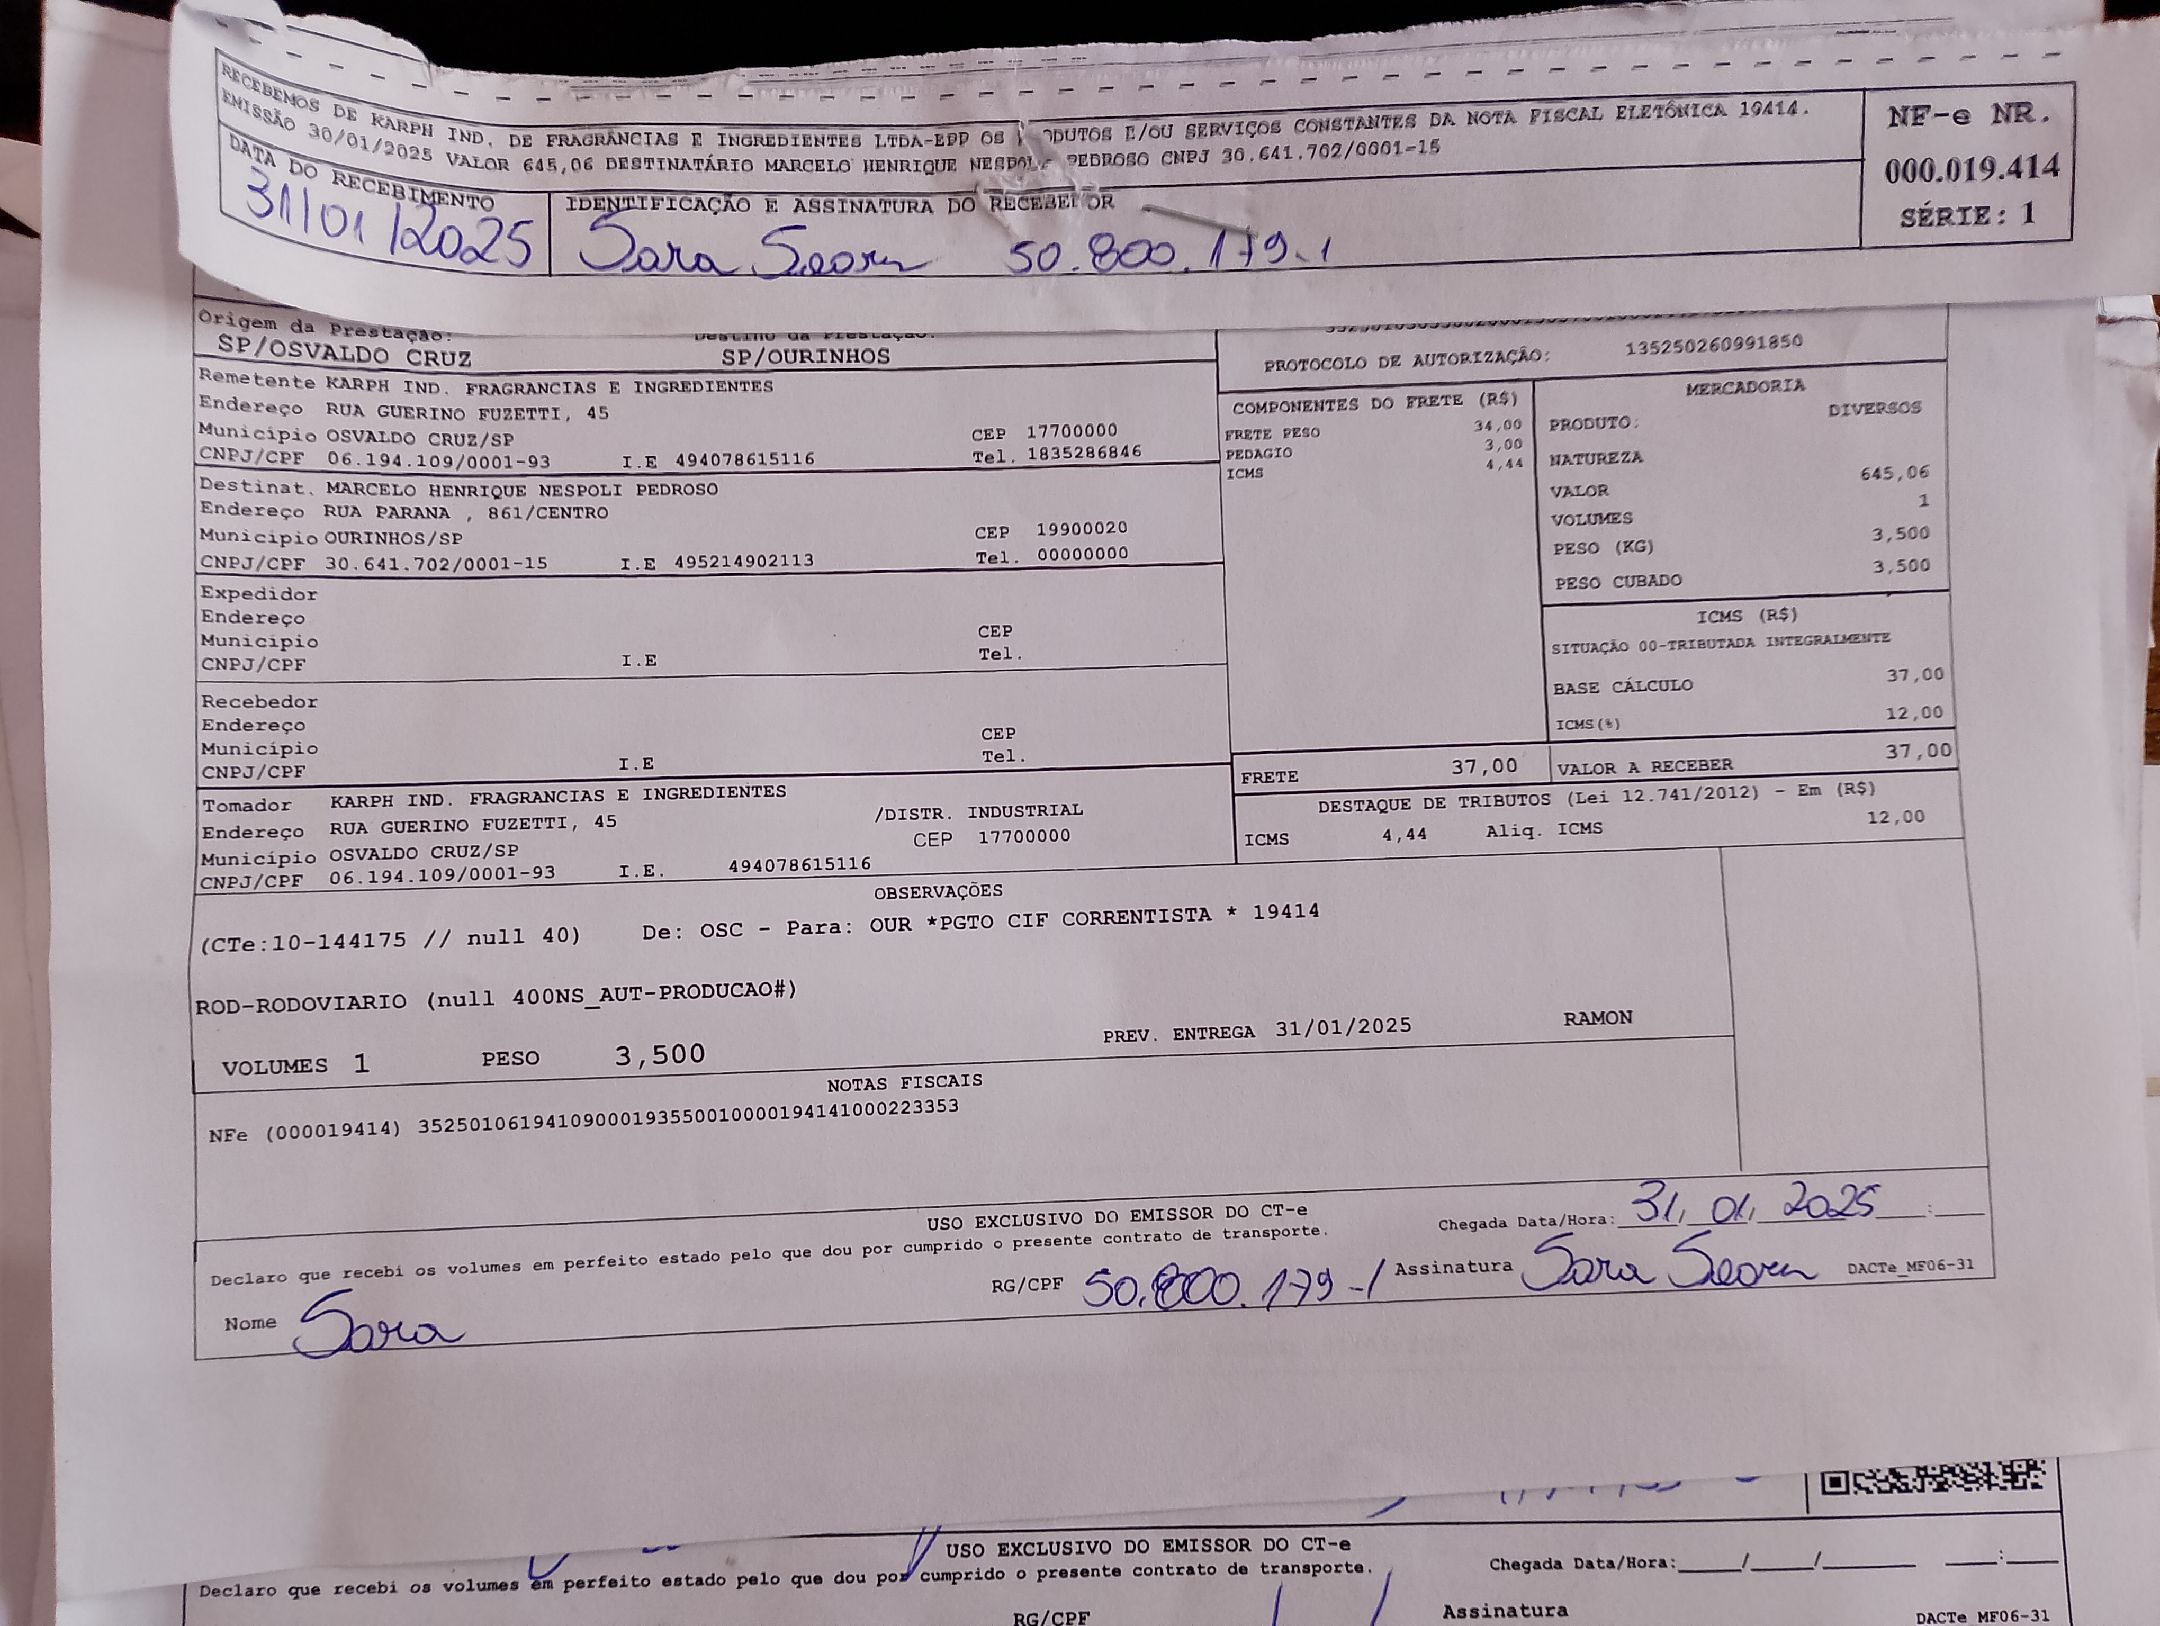 RECEBEMOS DE KARPH IND. DE FRAGRÂNCIAS E INGREDIENTES LTDA-EPP OS ODUTOS E/OU SERVIÇOS CONSTANTES DA NOTA FISCAL ELETÔNICA 19414.
EMISSÃO 30/01/2025 VALOR 645,06 DESTINATÁRIO MARCELO HENRIQUE PEDROSO CNPJ 30.641.702/0001-15
NF-e NR.
000.019.414
SÉRIE: 1
DATA DO RECEBIMENTO
31/01/2025
IDENTIFICAÇÃO E ASSINATURA DO RECEBEDOR
Sara 50.800.179-1
Origem da Prestação:
Destino da Prestação:
SP/OSVALDO CRUZ SP/OURINHOS
PROTOCOLO DE AUTORIZAÇÃO: 135250260991850
Remetente KARPH IND. FRAGRANCIAS E INGREDIENTES
Endereço RUA GUERINO FUZETTI, 45
Município OSVALDO CRUZ/SP CEP 17700000
CNPJ/CPF 06.194.109/0001-93 I.E 494078615116 Tel. 1835286846
Destinat. MARCELO HENRIQUE NESPOLI PEDROSO
Endereço RUA PARANA , 861/CENTRO
Município OURINHOS/SP CEP 19900020
CNPJ/CPF 30.641.702/0001-15 I.E 495214902113 Tel. 00000000
Expedidor
Endereço
Município CEP
CNPJ/CPF I.E Tel.
Recebedor
Endereço
Município CEP
CNPJ/CPF I.E Tel.
Tomador KARPH IND. FRAGRANCIAS E INGREDIENTES
Endereço RUA GUERINO FUZETTI, 45 /DISTR. INDUSTRIAL
Município OSVALDO CRUZ/SP CEP 17700000
CNPJ/CPF 06.194.109/0001-93 I.E. 494078615116
COMPONENTES DO FRETE (R$)
FRETE PESO 34,00
PEDAGIO 3,00
ICMS 4,44
MERCADORIA
PRODUTO: DIVERSOS
NATUREZA
VALOR 645,06
VOLUMES 1
PESO (KG) 3,500
PESO CUBADO 3,500
ICMS (R$)
SITUAÇÃO 00-TRIBUTADA INTEGRALMENTE
BASE CÁLCULO 37,00
ICMS(%) 12,00
FRETE 37,00 VALOR A RECEBER 37,00
DESTAQUE DE TRIBUTOS (Lei 12.741/2012) - Em (R$)
ICMS 4,44 Aliq. ICMS 12,00
OBSERVAÇÕES
(CTe:10-144175 // null 40) De: OSC - Para: OUR *PGTO CIF CORRENTISTA * 19414
ROD-RODOVIARIO (null 400NS_AUT-PRODUCAO#)
VOLUMES 1 PESO 3,500 PREV. ENTREGA 31/01/2025 RAMON
NOTAS FISCAIS
NFe (000019414) 35250106194109000193550010000194141000223353
USO EXCLUSIVO DO EMISSOR DO CT-e
Chegada Data/Hora: 31, 01, 2025 :
Declaro que recebi os volumes em perfeito estado pelo que dou por cumprido o presente contrato de transporte.
Nome Sara RG/CPF 50.800.179-1 Assinatura Sara DACTe_MF06-31
USO EXCLUSIVO DO EMISSOR DO CT-e
Chegada Data/Hora: / / :
Declaro que recebi os volumes em perfeito estado pelo que dou por cumprido o presente contrato de transporte.
RG/CPF Assinatura DACTe MF06-31